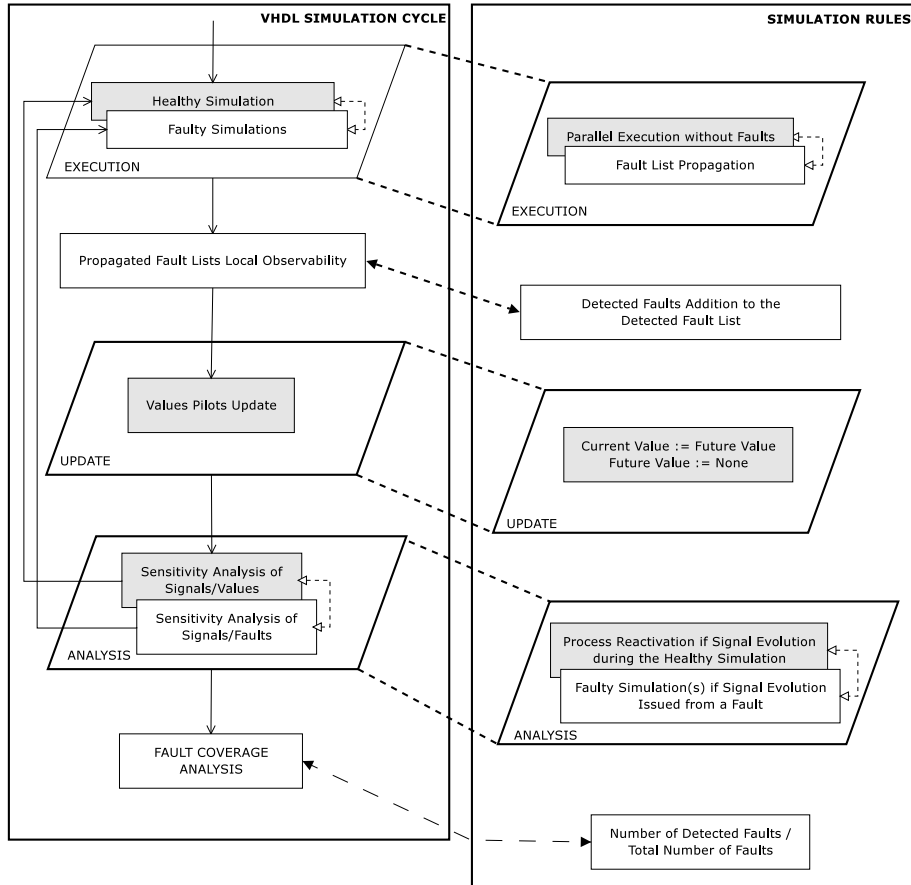 VHDL SIMULATION CYCLE
Healthy Simulation
Faulty Simulations
EXECUTION
Propagated Fault Lists Local Observability
Values Pilots Update
UPDATE
Sensitivity Analysis of
Signals/Values
Sensitivity Analysis of
Signals/Faults
ANALYSIS
FAULT COVERAGE
ANALYSIS
SIMULATION RULES
Parallel Execution without Faults
Fault List Propagation
EXECUTION
Detected Faults Addition to the
Detected Fault List
Current Value := Future Value
Future Value := None
UPDATE
Process Reactivation if Signal Evolution
during the Healthy Simulation
Faulty Simulation(s) if Signal Evolution
Issued from a Fault
ANALYSIS
Number of Detected Faults /
Total Number of Faults